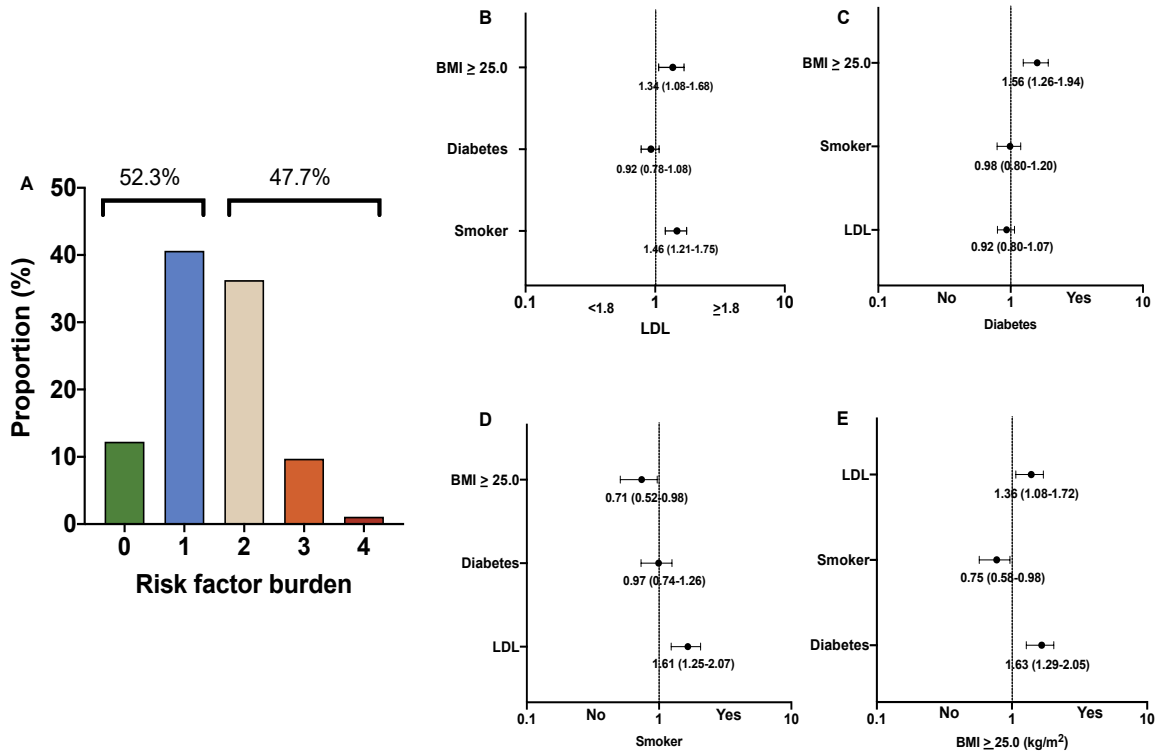 A
52.3%
47.7%
50
40
30
20
10
0
Proportion (%)
0 1 2 3 4
Risk factor burden
B
BMI ≥ 25.0
1.34 (1.08-1.68)
Diabetes
0.92 (0.78-1.08)
Smoker
1.46 (1.21-1.75)
0.1 <1.8 1 ≥1.8 10
LDL
C
BMI ≥ 25.0
1.56 (1.26-1.94)
Smoker
0.98 (0.80-1.20)
LDL
0.92 (0.80-1.07)
0.1 No 1 Yes 10
Diabetes
D
BMI ≥ 25.0
0.71 (0.52-0.98)
Diabetes
0.97 (0.74-1.26)
LDL
1.61 (1.25-2.07)
0.1 No 1 Yes 10
Smoker
E
LDL
1.36 (1.08-1.72)
Smoker
0.75 (0.58-0.98)
Diabetes
1.63 (1.29-2.05)
0.1 No 1 Yes 10
BMI ≥ 25.0 (kg/m²)